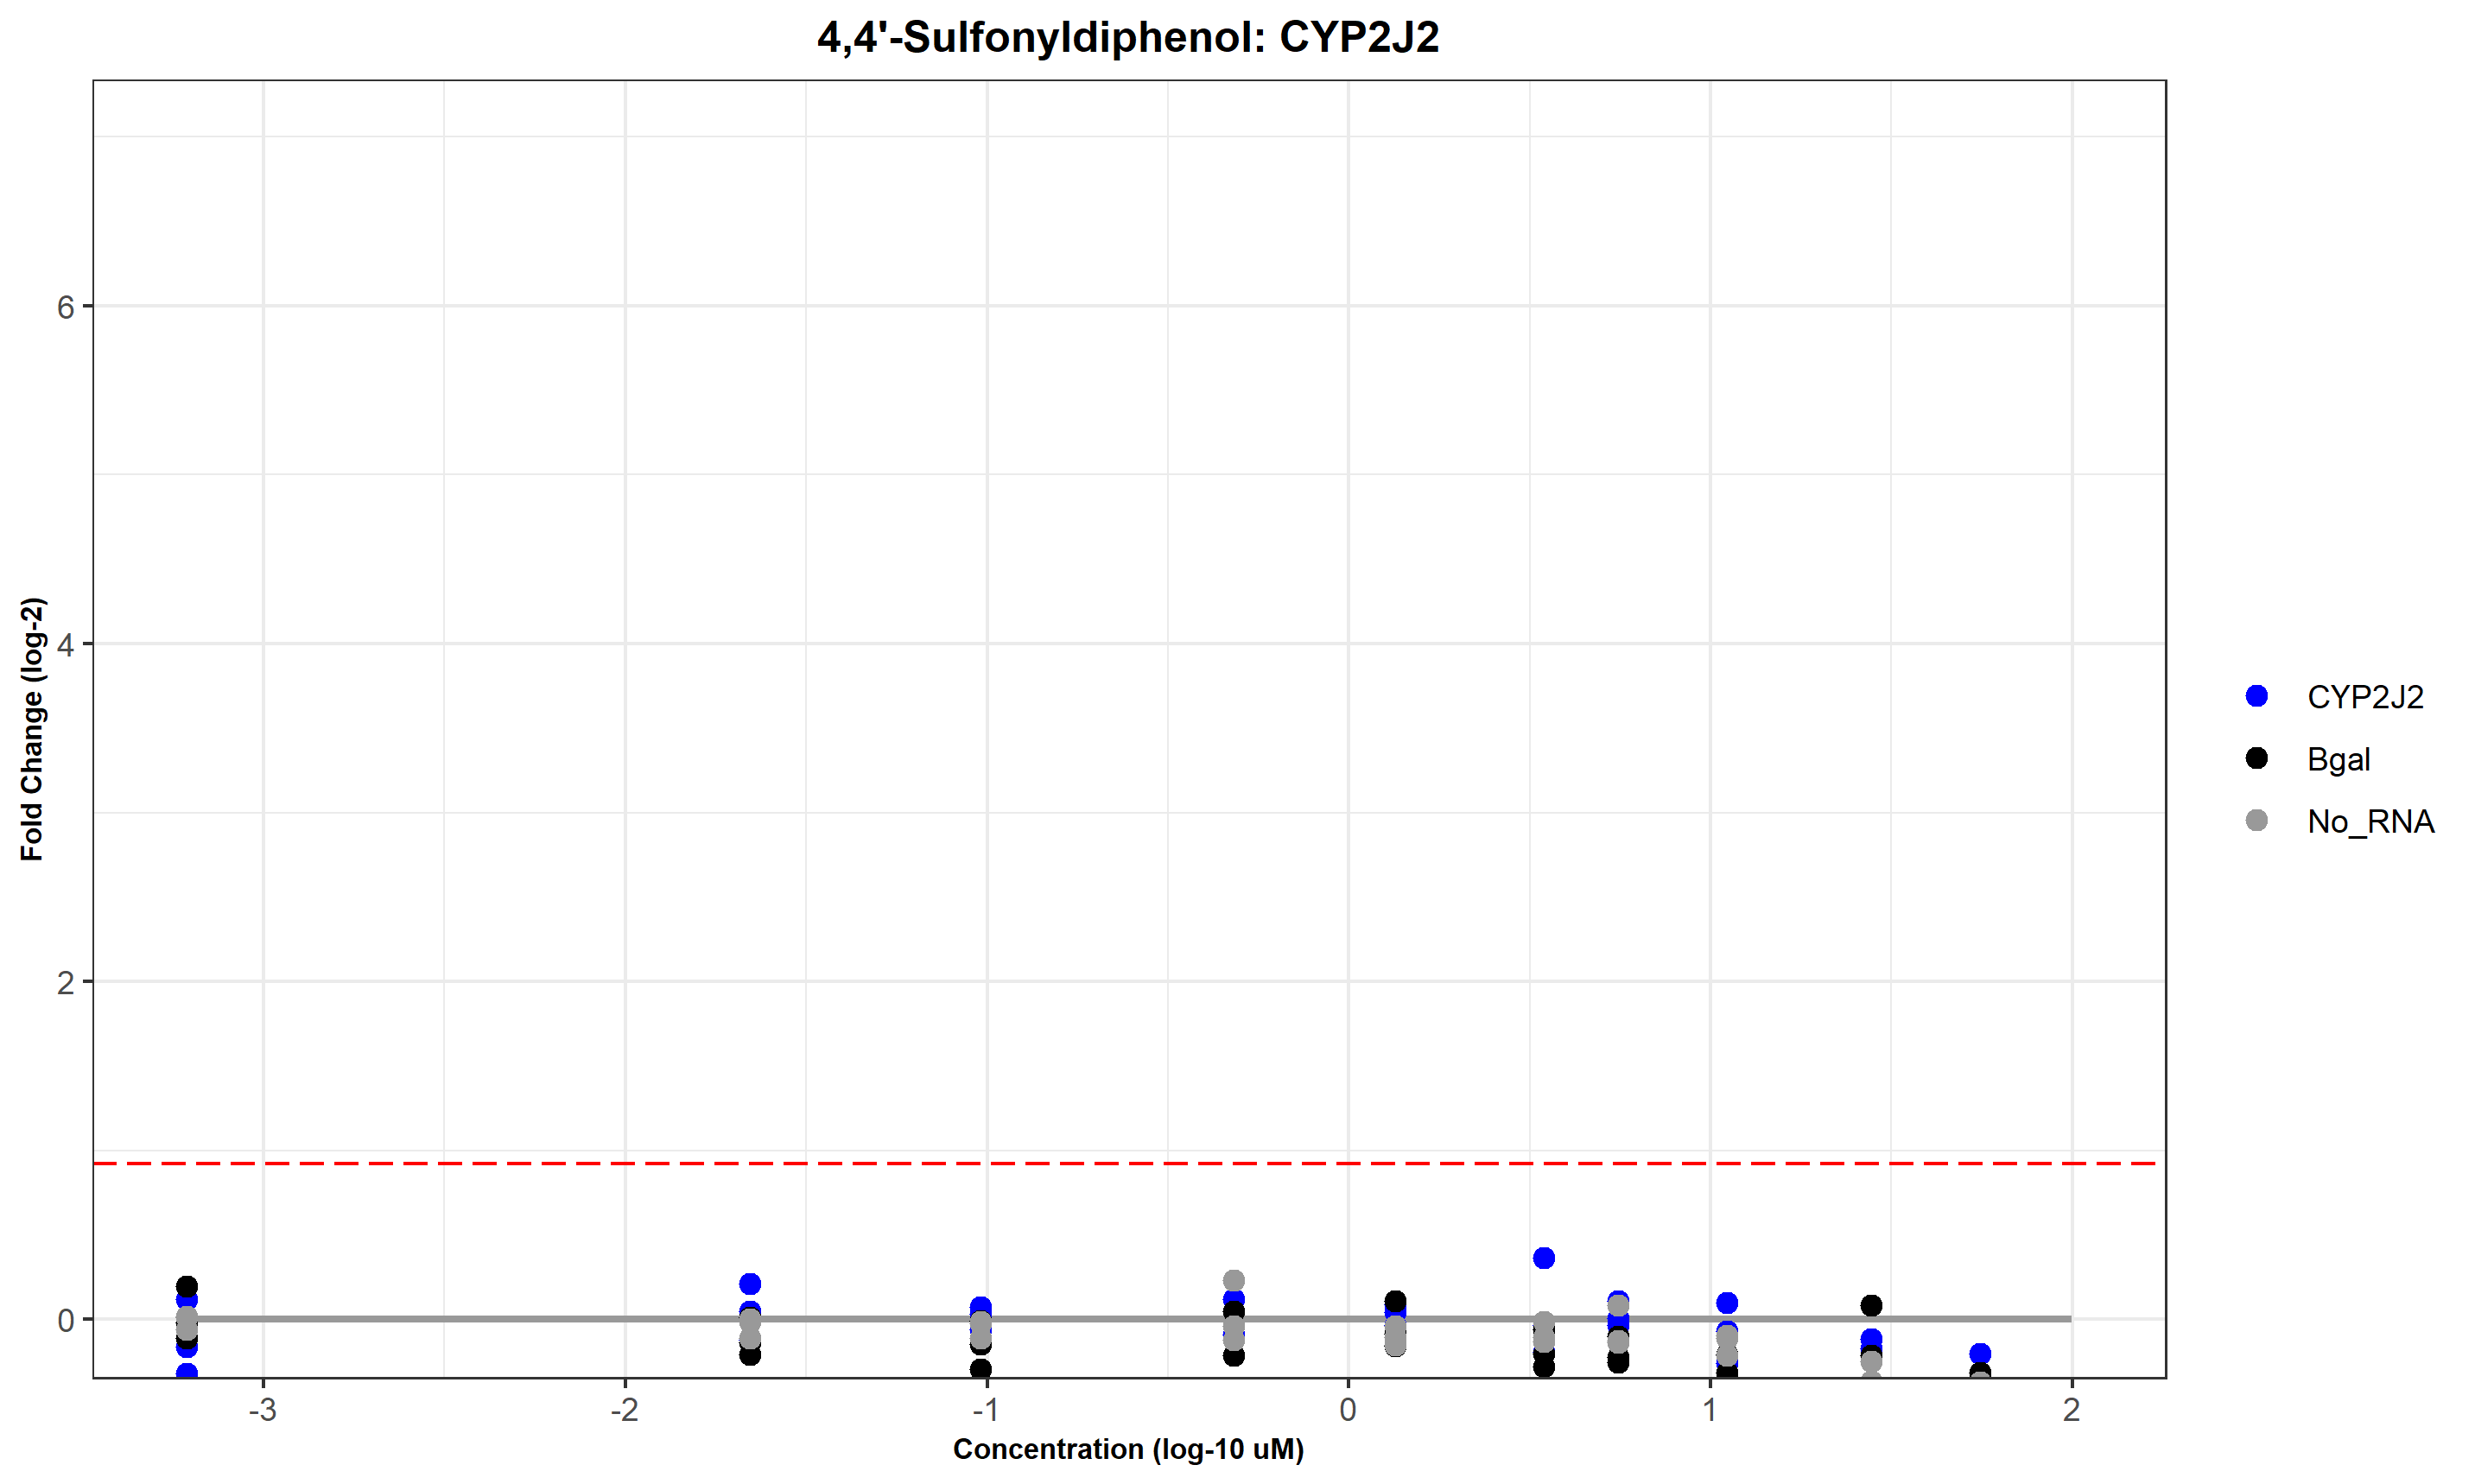 4,4'-Sulfonyldiphenol: CYP2J2
Fold Change (log-2)
6
4
2
0
-3
-2
-1
0
1
2
Concentration (log-10 uM)
CYP2J2
Bgal
No_RNA